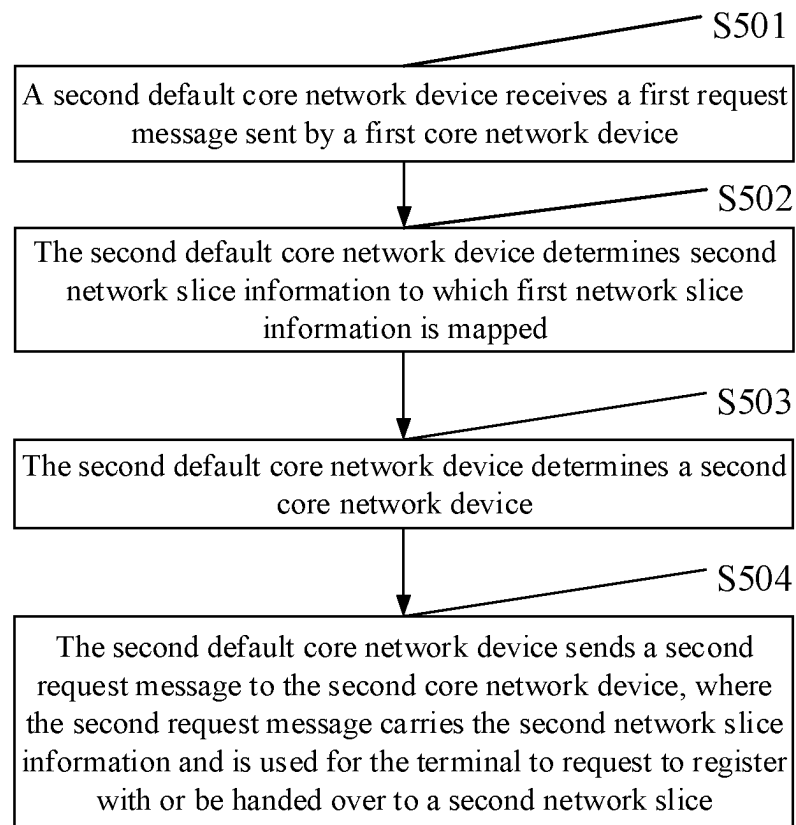 S501
A second default core network device receives a first request
message sent by a first core network device
S502
The second default core network device determines second
network slice information to which first network slice
information is mapped
S503
The second default core network device determines a second
core network device
S504
The second default core network device sends a second
request message to the second core network device, where
the second request message carries the second network slice
information and is used for the terminal to request to register
with or be handed over to a second network slice